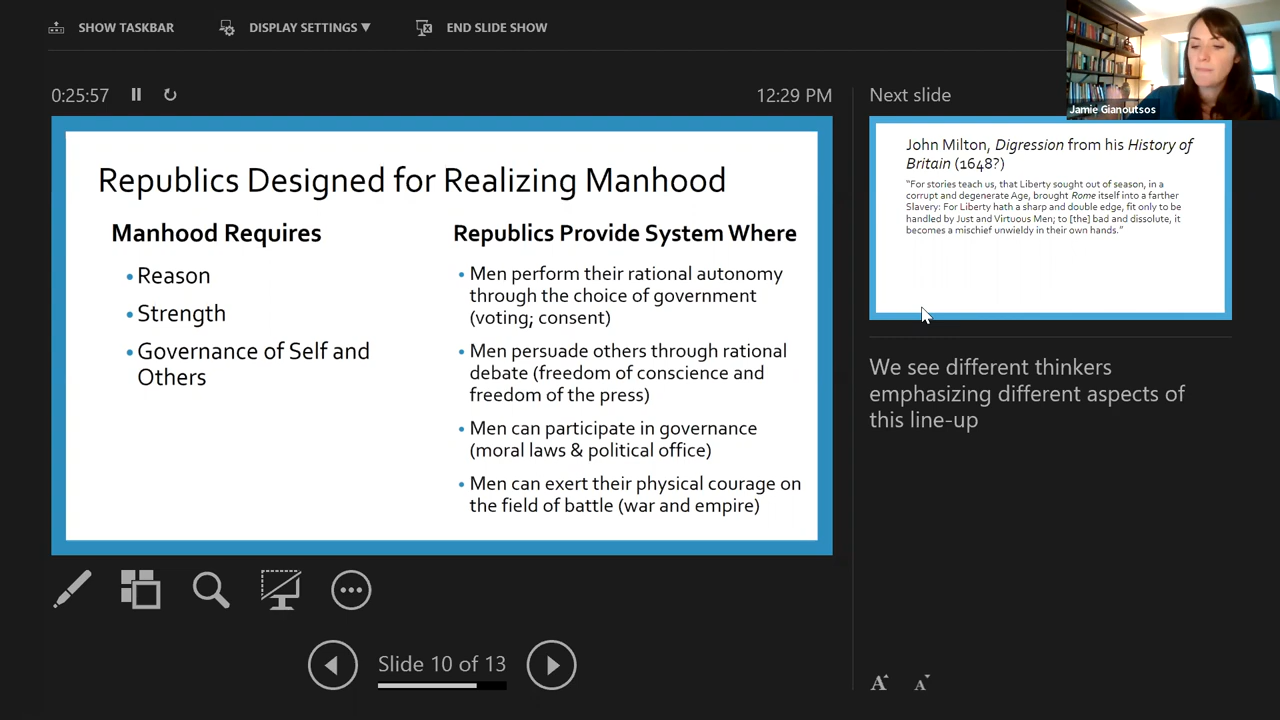 SHOW TASKBAR
DISPLAY SETTINGS ▼
END SLIDE SHOW
Jamie Gianoutsos
0:25:57
12:29 PM
Next slide
Republics Designed for Realizing Manhood
Manhood Requires
• Reason
• Strength
• Governance of Self and
Others
Republics Provide System Where
• Men perform their rational autonomy
through the choice of government
(voting; consent)
• Men persuade others through rational
debate (freedom of conscience and
freedom of the press)
• Men can participate in governance
(moral laws & political office)
• Men can exert their physical courage on
the field of battle (war and empire)
John Milton, Digression from his History of
Britain (1648?)
“For stories teach us, that Liberty sought out of season, in a
corrupt and degenerate Age, brought Rome itself into a farther
Slavery: For Liberty hath a sharp and double edge, fit only to be
handled by Just and Virtuous Men; to [the] bad and dissolute, it
becomes a mischief unwieldy in their own hands.”
We see different thinkers
emphasizing different aspects of
this line-up
Slide 10 of 13
A
A